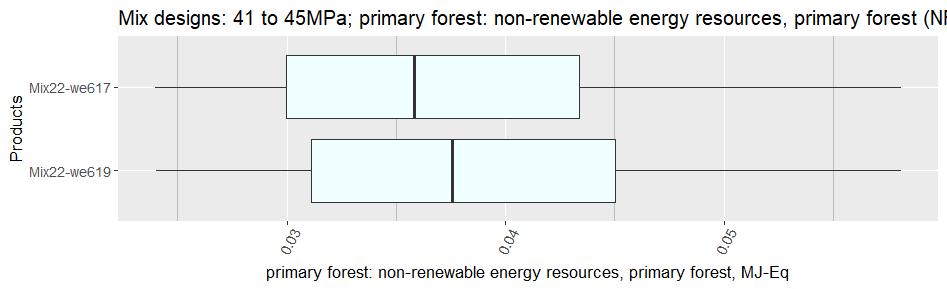 Mix designs: 41 to 45MPa; primary forest: non-renewable energy resources, primary forest (NR
Products
Mix22-we617
Mix22-we619
0.03
0.04
0.05
primary forest: non-renewable energy resources, primary forest, MJ-Eq